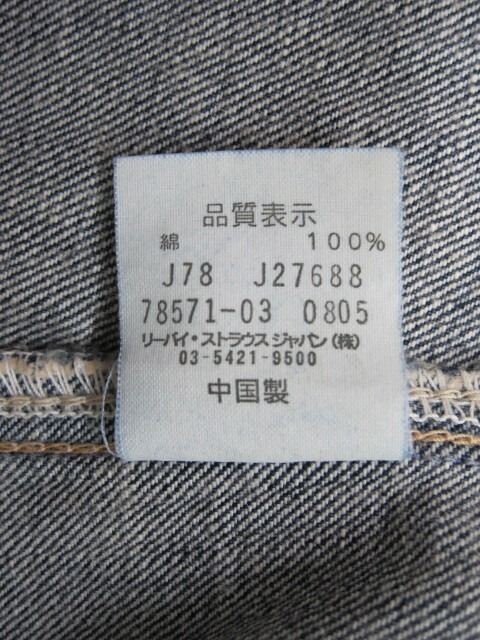 品質表示
綿 100%
J78 J27688
78571-03 0805
リーバイ・ストラウスジャパン(株)
03-5421-9500
中国製